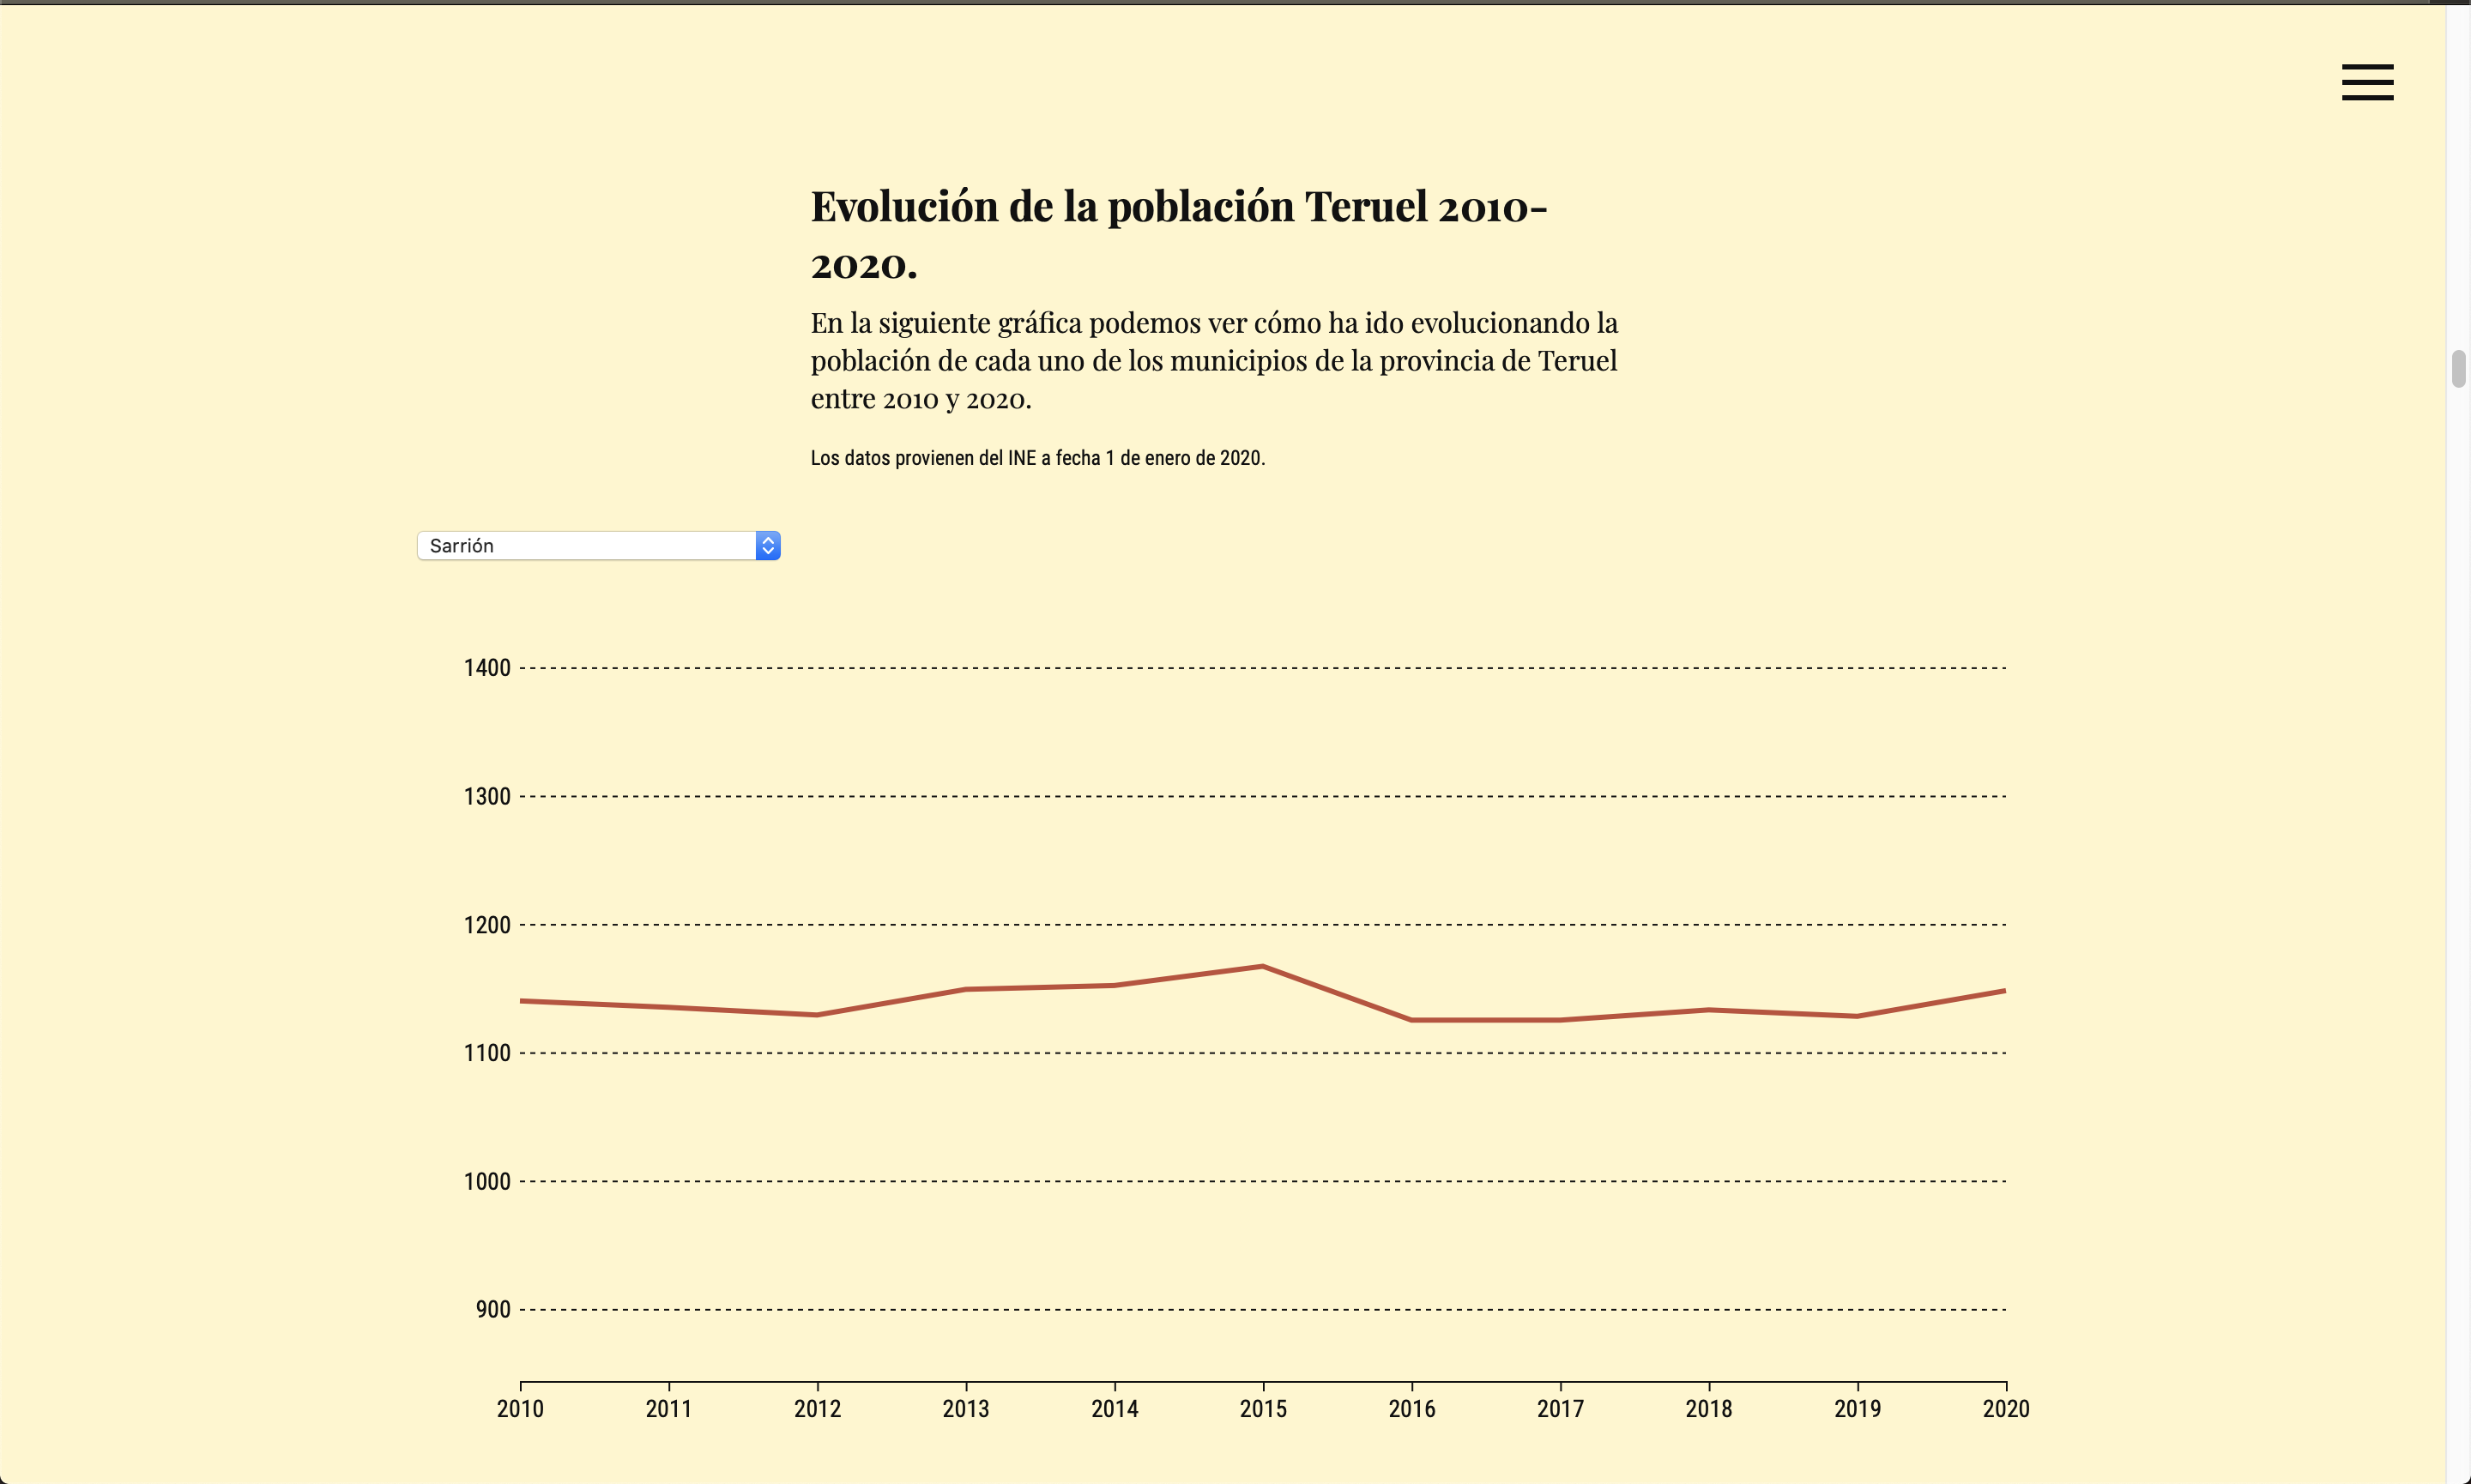 Evolución de la población Teruel 2010-
2020.
En la siguiente gráfica podemos ver cómo ha ido evolucionando la
población de cada uno de los municipios de la provincia de Teruel
entre 2010 y 2020.
Los datos provienen del INE a fecha 1 de enero de 2020.
Sarrión
1400
1300
1200
1100
1000
900
2010 2011 2012 2013 2014 2015 2016 2017 2018 2019 2020